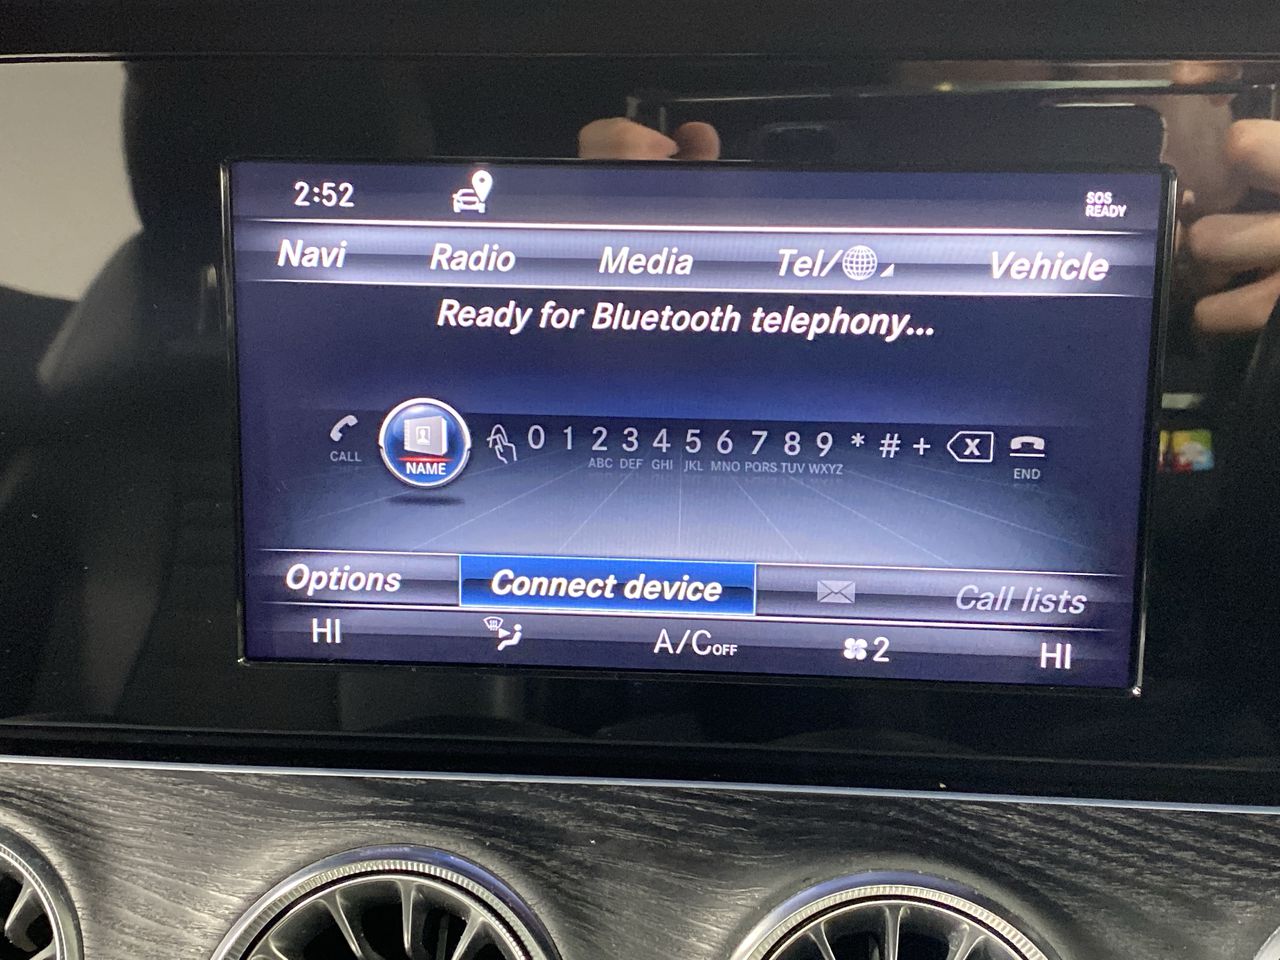 2:52
SOS READY
Navi Radio Media Tel/ Vehicle
Ready for Bluetooth telephony...
CALL NAME 0 1 2 3 4 5 6 7 8 9 * # + X END
ABC DEF GHI JKL MNO PQRS TUV WXYZ
Options Connect device Call lists
HI A/C OFF 2 HI